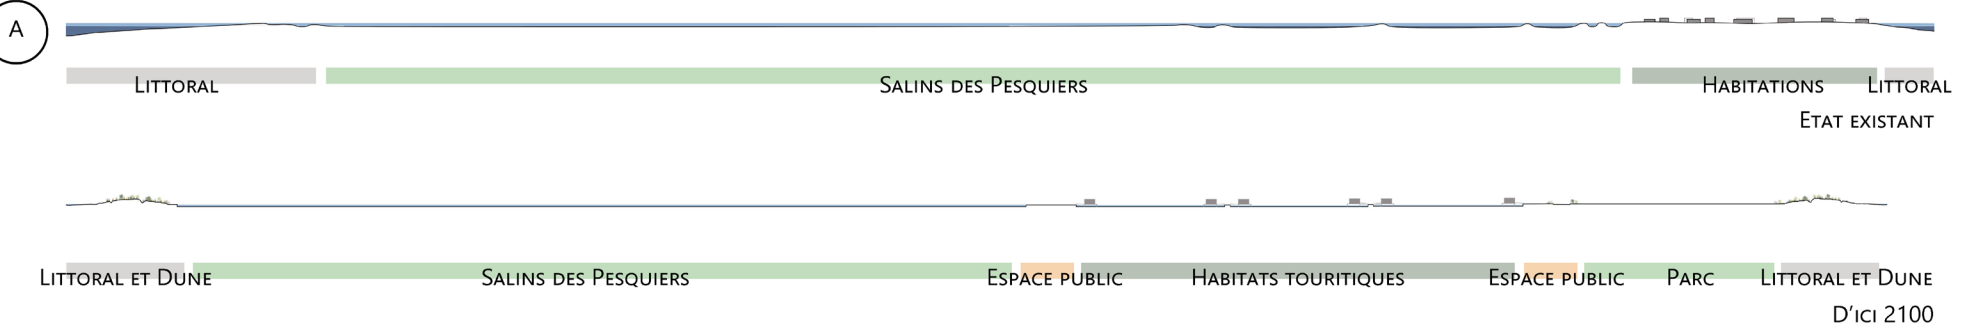 A
Littoral Salins des Pesquiers Habitations Littoral
Etat existant
Littoral et Dune Salins des Pesquiers Espace public Habitats touritiques Espace public Parc Littoral et Dune
D'ici 2100